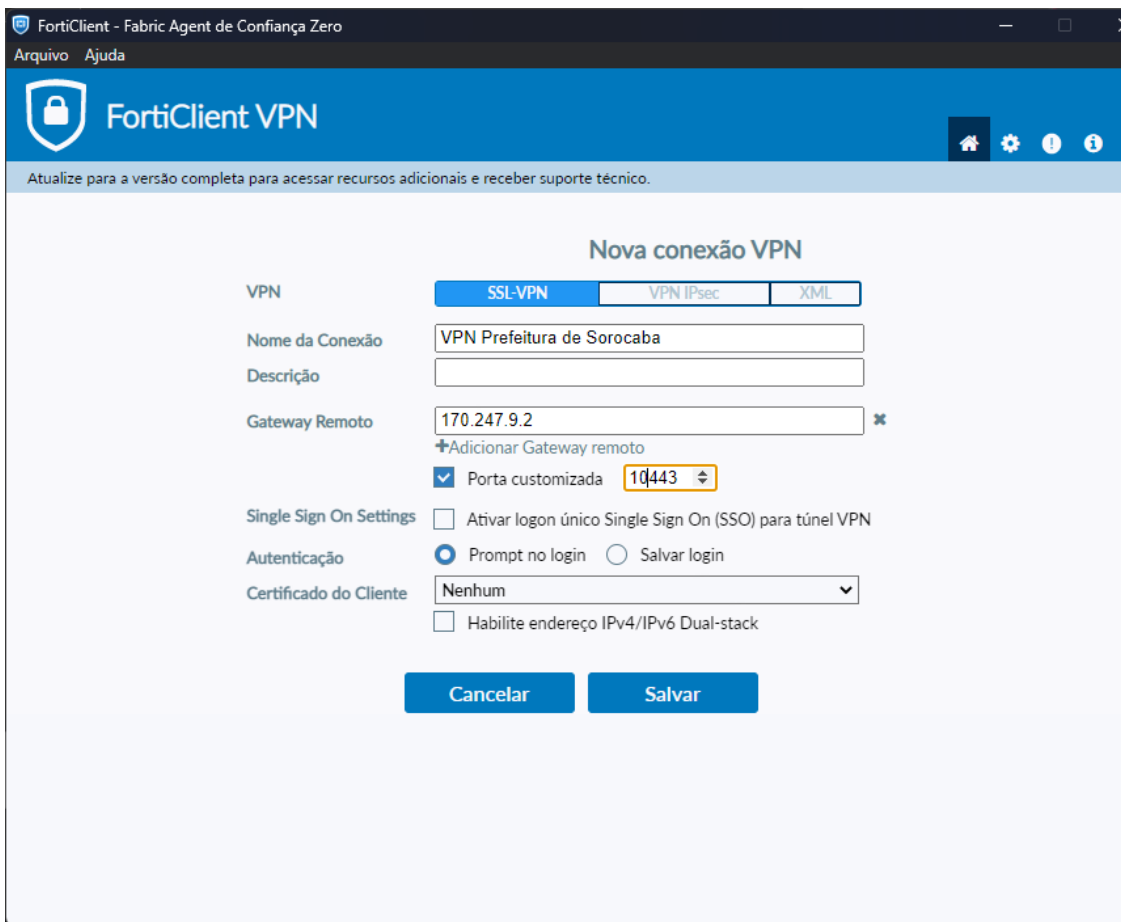 FortiClient - Fabric Agent de Confiança Zero
Arquivo Ajuda
FortiClient VPN
Atualize para a versão completa para acessar recursos adicionais e receber suporte técnico.
Nova conexão VPN
VPN SSL-VPN VPN IPsec XML
Nome da Conexão VPN Prefeitura de Sorocaba
Descrição
Gateway Remoto 170.247.9.2
+Adicionar Gateway remoto
Porta customizada 10443
Single Sign On Settings Ativar logon único Single Sign On (SSO) para túnel VPN
Autenticação Prompt no login Salvar login
Certificado do Cliente Nenhum
Habilite endereço IPv4/IPv6 Dual-stack
Cancelar Salvar